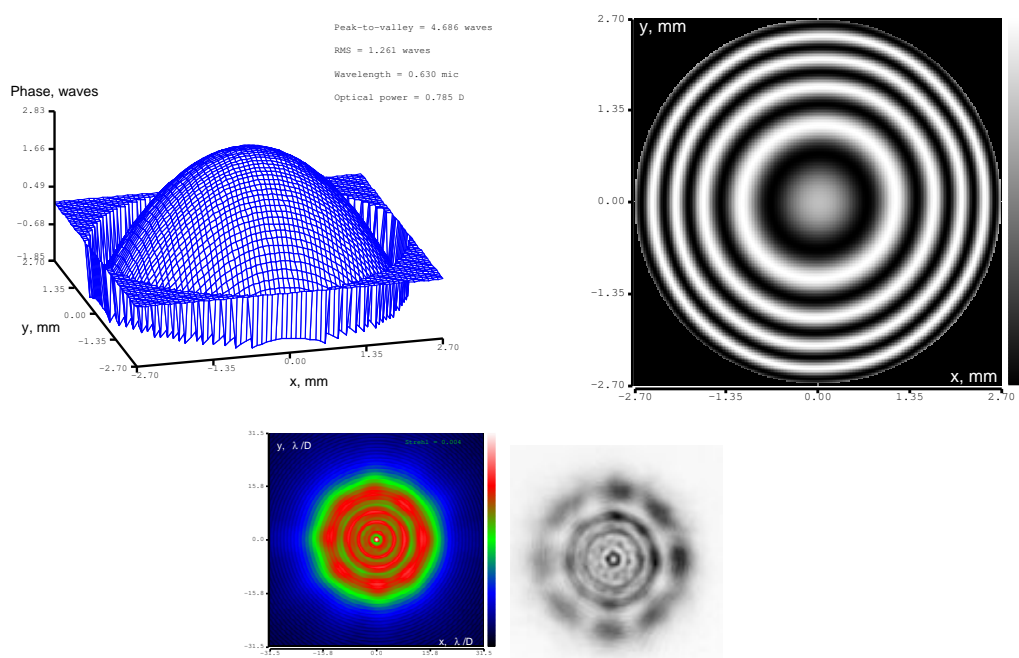 Peak-to-valley = 4.686 waves
RMS = 1.261 waves
Wavelength = 0.630 mic
Optical power = 0.785 D
Phase, waves
2.83
1.66
0.49
-0.68
-1.85
2.70
1.35
0.00
-1.35
-2.70
y, mm
-2.70
-1.35
0.00
1.35
2.70
x, mm
y, mm
2.70
1.35
0.00
-1.35
-2.70
x, mm
-2.70
-1.35
0.00
1.35
2.70
y, λ/D
Strehl = 0.004
31.5
15.8
0.0
-15.8
-31.5
x, λ/D
-31.5
-15.8
0.0
15.8
31.5